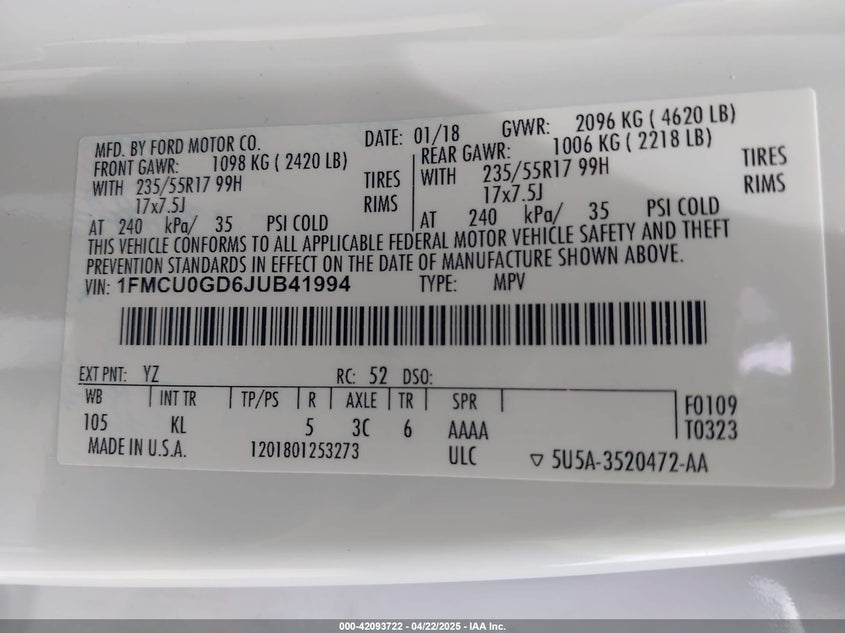 MFD. BY FORD MOTOR CO. DATE: 01/18 GVWR: 2096 KG ( 4620 LB)
FRONT GAWR: 1098 KG ( 2420 LB) REAR GAWR: 1006 KG ( 2218 LB)
WITH 235/55R17 99H TIRES WITH 235/55R17 99H TIRES
17x7.5J RIMS 17x7.5J RIMS
AT 240 kPa/ 35 PSI COLD AT 240 kPa/ 35 PSI COLD
THIS VEHICLE CONFORMS TO ALL APPLICABLE FEDERAL MOTOR VEHICLE SAFETY AND THEFT
PREVENTION STANDARDS IN EFFECT ON THE DATE OF MANUFACTURE SHOWN ABOVE.
VIN: 1FMCU0GD6JUB41994 TYPE: MPV
EXT PNT: YZ RC: 52 DSO:
WB INT TR TP/PS R AXLE TR SPR F0109
105 KL 5 3C 6 AAAA T0323
MADE IN U.S.A. 1201801253273 ULC ▽ 5U5A-3520472-AA
000-42093722 - 04/22/2025 - IAA Inc.